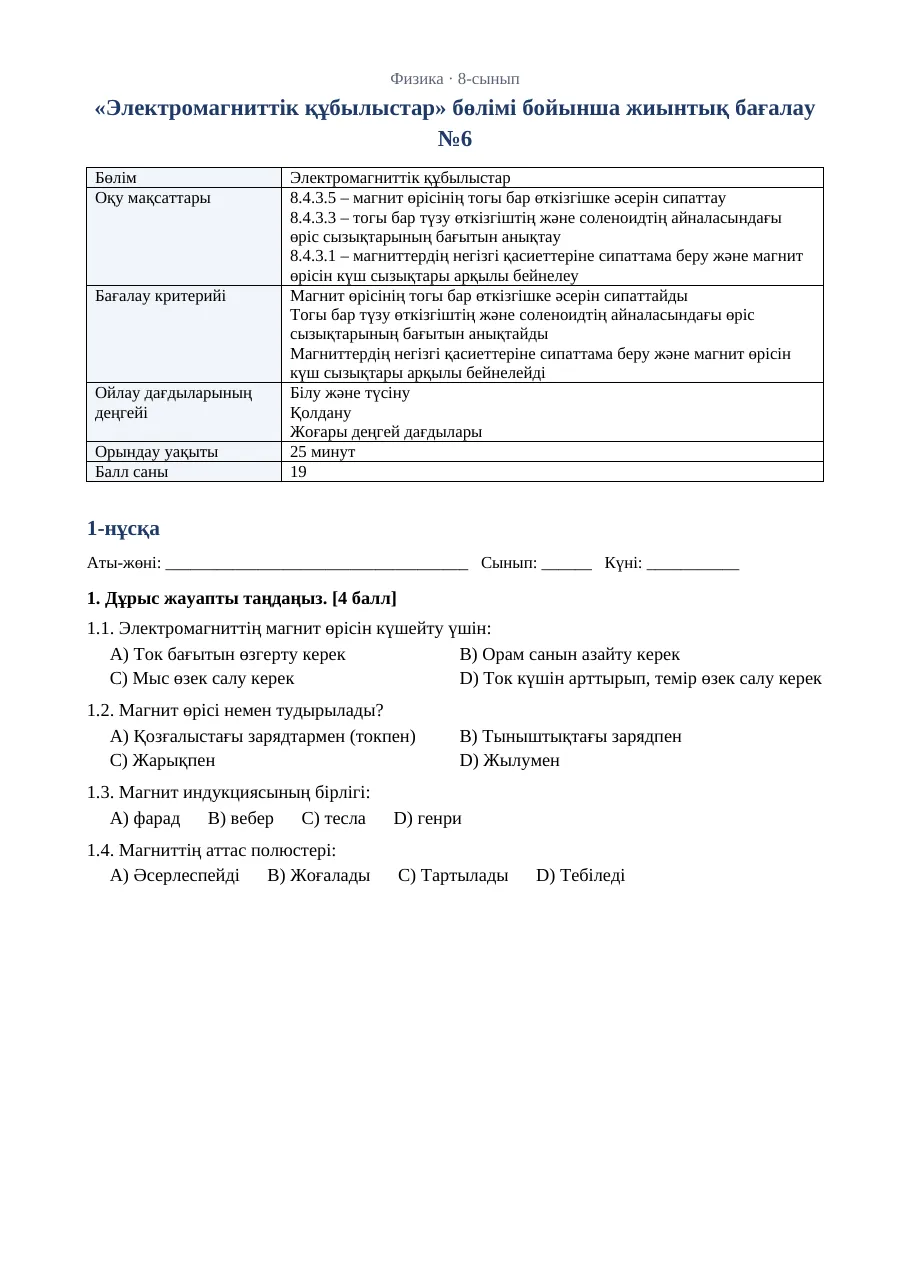 Физика · 8-сынып
«Электромагниттік құбылыстар» бөлімі бойынша жиынтық бағалау
№6
Бөлім Электромагниттік құбылыстар
Оқу мақсаттары 8.4.3.5 – магнит өрісінің тогы бар өткізгішке әсерін сипаттау
8.4.3.3 – тогы бар түзу өткізгіштің және соленоидтің айналасындағы
өріс сызықтарының бағытын анықтау
8.4.3.1 – магниттердің негізгі қасиеттеріне сипаттама беру және магнит
өрісін күш сызықтары арқылы бейнелеу
Бағалау критерийі Магнит өрісінің тогы бар өткізгішке әсерін сипаттайды
Тогы бар түзу өткізгіштің және соленоидтің айналасындағы өріс
сызықтарының бағытын анықтайды
Магниттердің негізгі қасиеттеріне сипаттама беру және магнит өрісін
күш сызықтары арқылы бейнелейді
Ойлау дағдыларының Білу және түсіну
деңгейі Қолдану
Жоғары деңгей дағдылары
Орындау уақыты 25 минут
Балл саны 19
1-нұсқа
Аты-жөні: ____________________________________ Сынып: ______ Күні: ___________
1. Дұрыс жауапты таңдаңыз. [4 балл]
1.1. Электромагниттің магнит өрісін күшейту үшін:
A) Ток бағытын өзгерту керек B) Орам санын азайту керек
C) Мыс өзек салу керек D) Ток күшін арттырып, темір өзек салу керек
1.2. Магнит өрісі немен тудырылады?
A) Қозғалыстағы зарядтармен (токпен) B) Тыныштықтағы зарядпен
C) Жарықпен D) Жылумен
1.3. Магнит индукциясының бірлігі:
A) фарад B) вебер C) тесла D) генри
1.4. Магниттің аттас полюстері:
A) Әсерлеспейді B) Жоғалады C) Тартылады D) Тебіледі